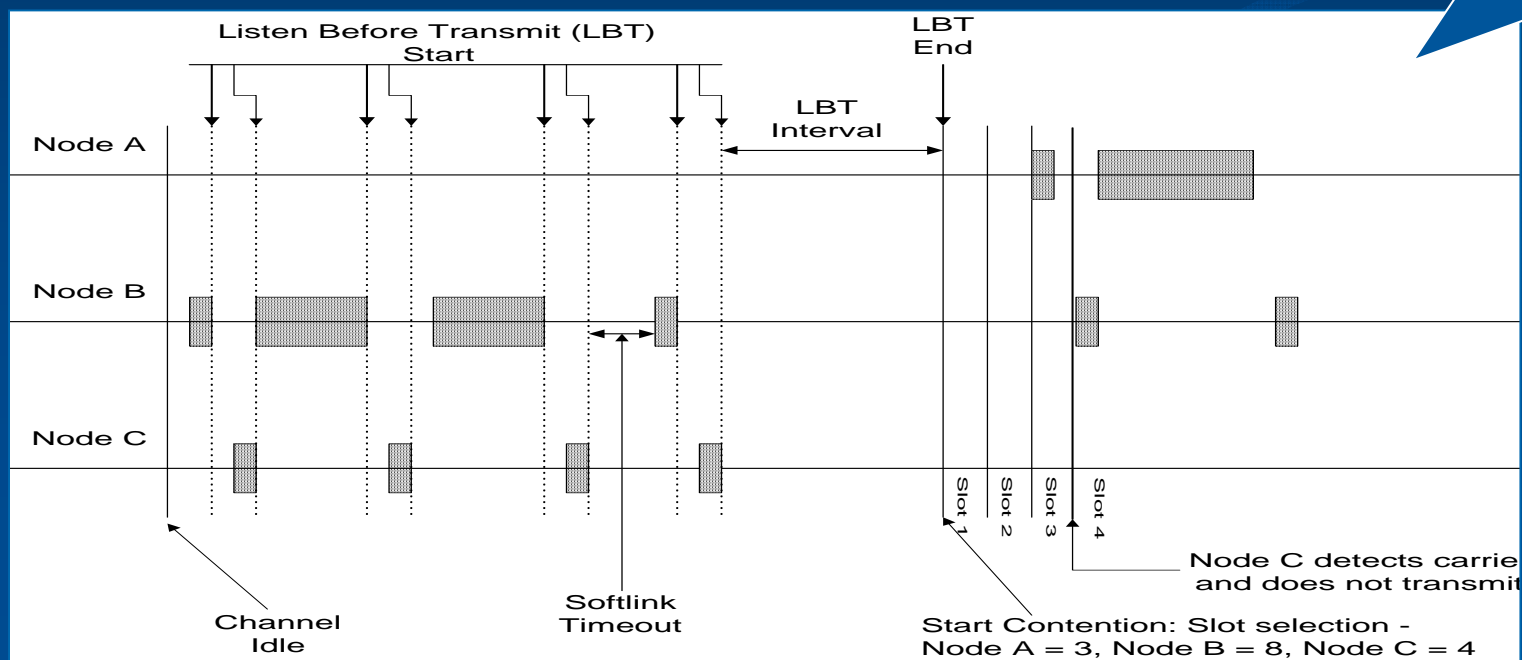 Listen Before Transmit (LBT)
Start
LBT
End
LBT
Interval
Node A
Node B
Node C
Slot 1
Slot 2
Slot 3
Slot 4
Node C detects carrie
and does not transmit
Channel
Idle
Softlink
Timeout
Start Contention: Slot selection -
Node A = 3, Node B = 8, Node C = 4